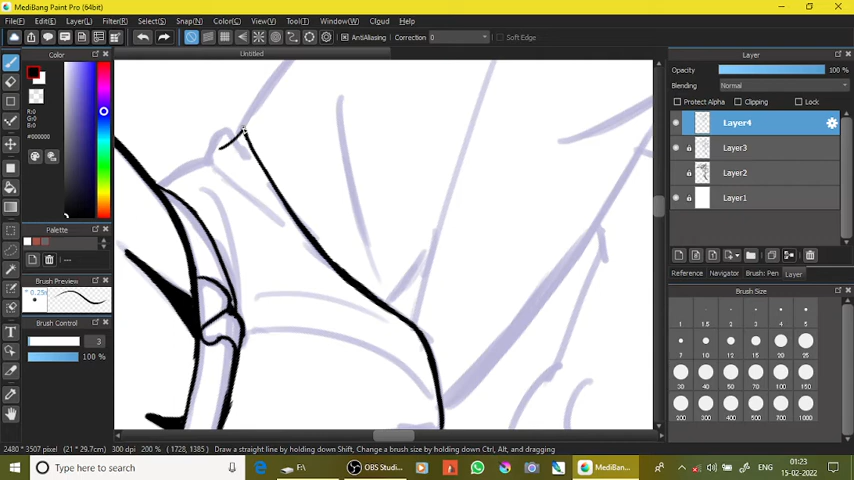 MediBang Paint Pro (64bit)
File(F) Edit(E) Layer(L) Filter(R) Select(S) Snap(N) Color(C) View(V) Tool(T) Window(W) Cloud Help
AntiAliasing Correction 0 Soft Edge
Untitled
Color
R:0
G:0
B:0
#000000
Palette
---
Brush Preview
* 0.25m
Brush Control
3
100 %
Layer
Opacity 100 %
Blending Normal
Protect Alpha Clipping Lock
Layer4
Layer3
Layer2
Layer1
Reference Navigator Brush: Pen Layer
Brush Size
1 1.5 2 3 4 5
7 10 12 15 20 25
30 40 50 70 100 150
200 300 400 500 700 1000
2480 * 3507 pixel (21 * 29.7cm) 300 dpi 200 % (1728, 1385) Draw a straight line by holding down Shift, Change a brush size by holding down Ctrl, Alt, and dragging
Type here to search
F:\
OBS Studi...
MediBan...
ENG
01:23
15-02-2022